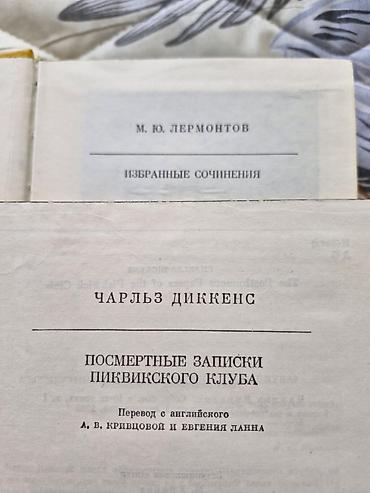 М. Ю. ЛЕРМОНТОВ
ИЗБРАННЫЕ СОЧИНЕНИЯ
ЧАРЛЬЗ ДИККЕНС
ПОСМЕРТНЫЕ ЗАПИСКИ
ПИКВИКСКОГО КЛУБА
Перевод с английского
А. В. КРИВЦОВОЙ И ЕВГЕНИЯ ЛАННА